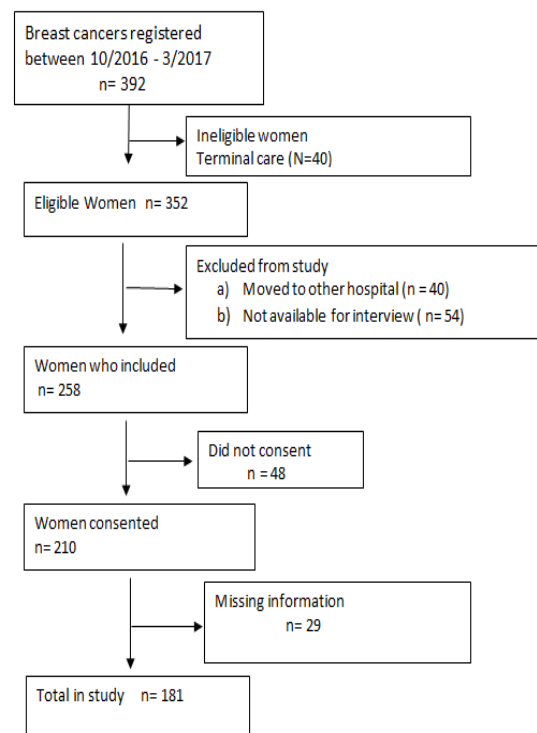 Breast cancers registered
between 10/2016 - 3/2017
n= 392
Ineligible women
Terminal care (N=40)
Eligible Women n= 352
Excluded from study
a) Moved to other hospital (n = 40)
b) Not available for interview ( n= 54)
Women who included
n= 258
Did not consent
n = 48
Women consented
n= 210
Missing information
n= 29
Total in study n= 181